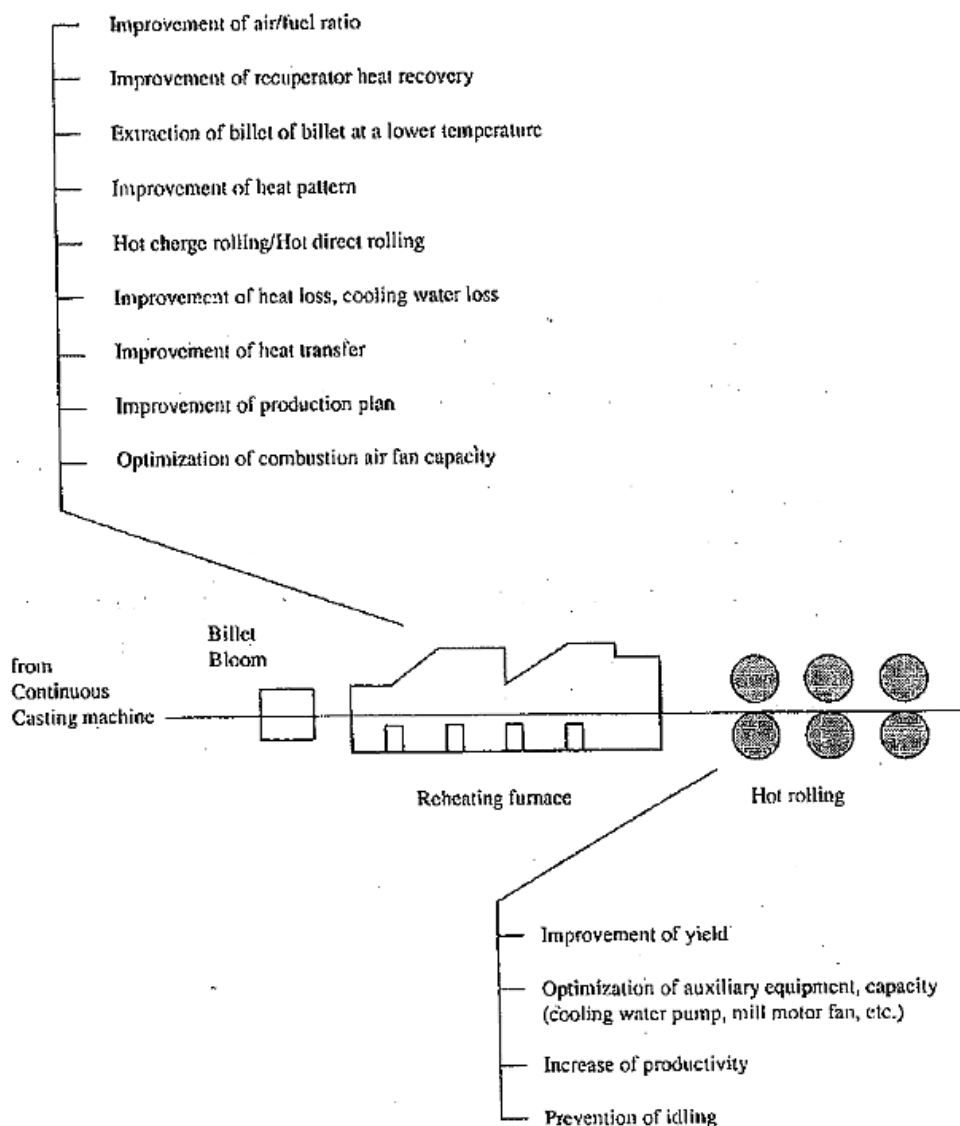 Improvement of air/fuel ratio
Improvement of recuperator heat recovery
Extraction of billet of billet at a lower temperature
Improvement of heat pattern
Hot charge rolling/Hot direct rolling
Improvement of heat loss, cooling water loss
Improvement of heat transfer
Improvement of production plan
Optimization of combustion air fan capacity
Billet
Bloom
from
Continuous
Casting machine
Reheating furnace
Hot rolling
Improvement of yield
Optimization of auxiliary equipment, capacity
(cooling water pump, mill motor fan, etc.)
Increase of productivity
Prevention of idling